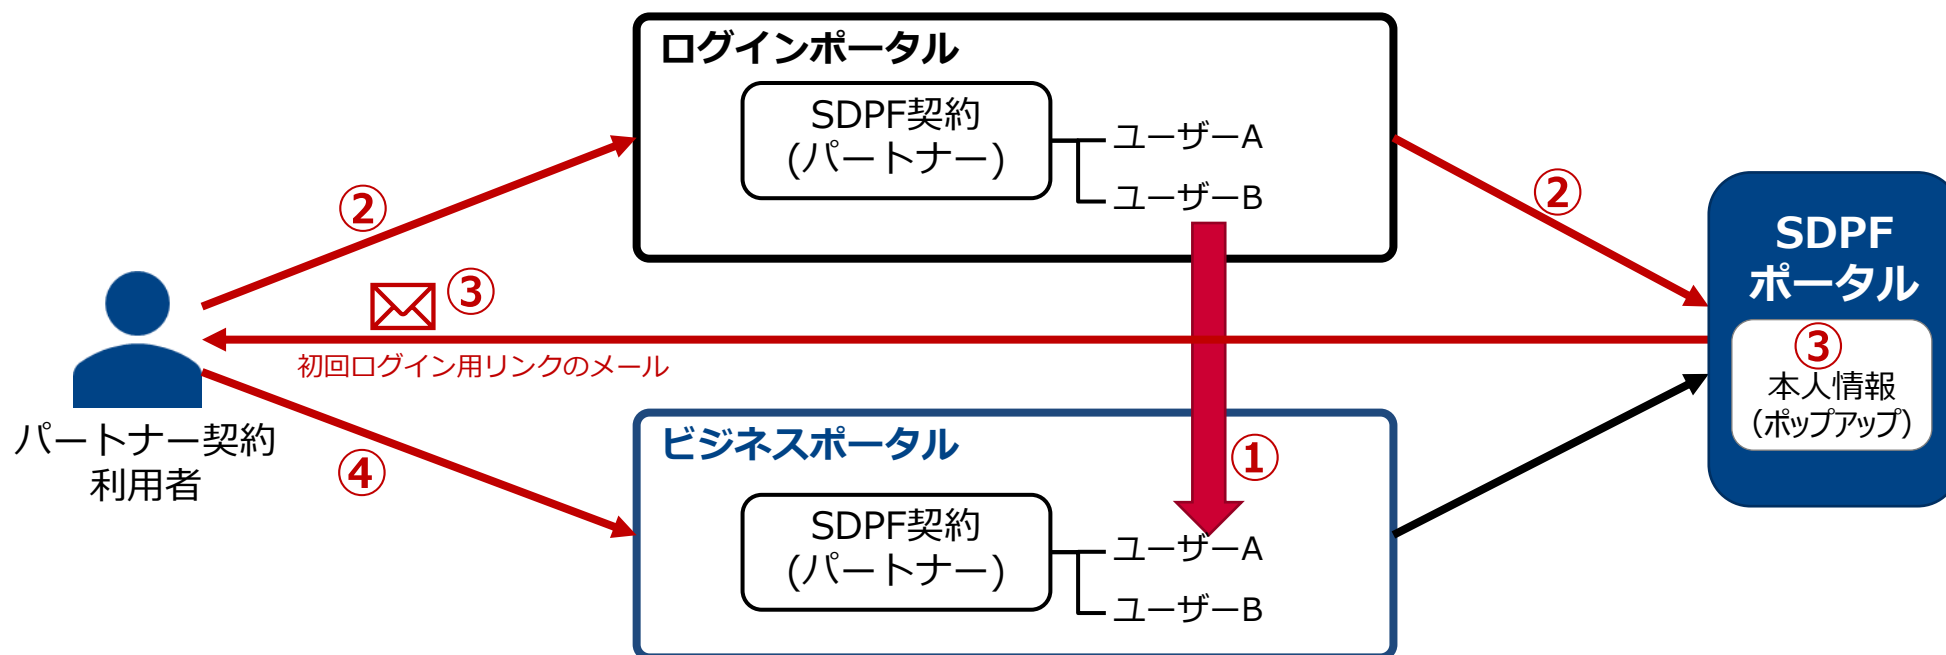 ログインポータル
SDPF契約
(パートナー)
ユーザーA
ユーザーB
②
②
③
初回ログイン用リンクのメール
パートナー契約
利用者
④
SDPF
ポータル
③
本人情報
(ポップアップ)
①
ビジネスポータル
SDPF契約
(パートナー)
ユーザーA
ユーザーB